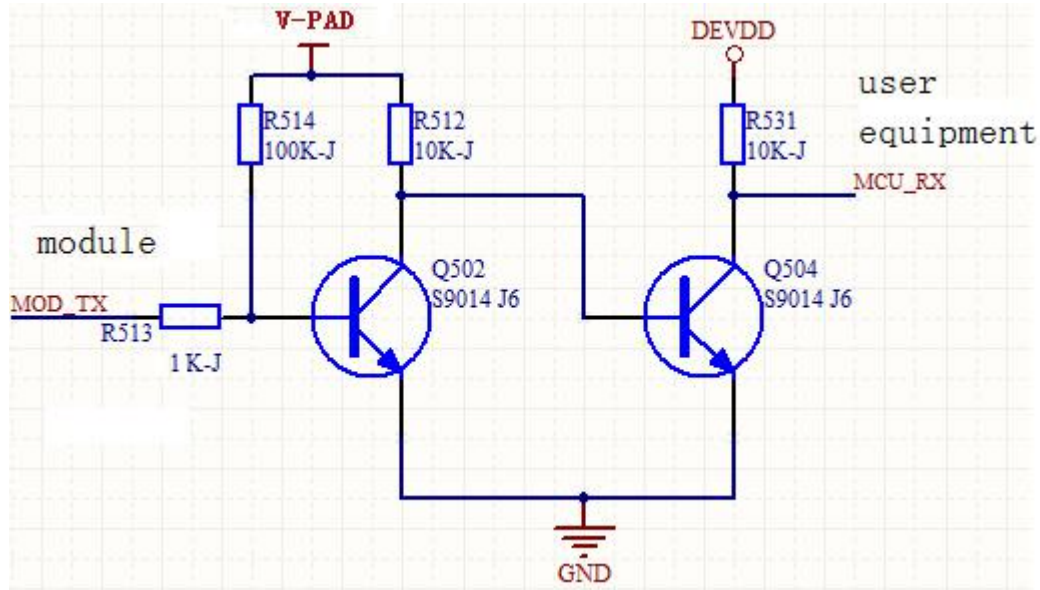 V-PAD
DEVDD
user
equipment
R514
100K-J
R512
10K-J
R531
10K-J
MCU_RX
module
Q502
S9014 J6
Q504
S9014 J6
MOD_TX
R513
1K-J
GND